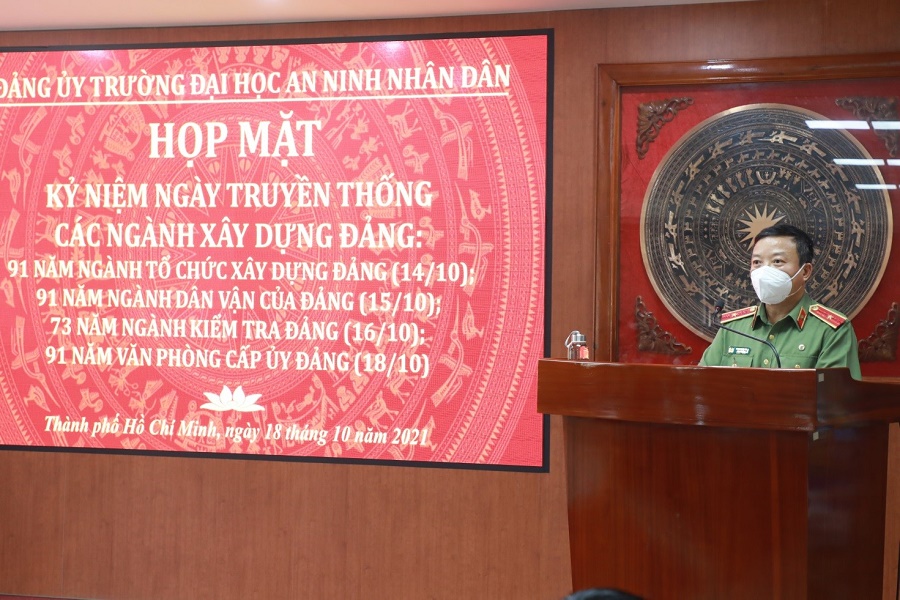 ĐẢNG ỦY TRƯỜNG ĐẠI HỌC AN NINH NHÂN DÂN
HỌP MẶT
KỶ NIỆM NGÀY TRUYỀN THỐNG
CÁC NGÀNH XÂY DỰNG ĐẢNG:
91 NĂM NGÀNH TỔ CHỨC XÂY DỰNG ĐẢNG (14/10);
91 NĂM NGÀNH DÂN VẬN CỦA ĐẢNG (15/10);
73 NĂM NGÀNH KIỂM TRA ĐẢNG (16/10);
91 NĂM VĂN PHÒNG CẤP ỦY ĐẢNG (18/10)
Thành phố Hồ Chí Minh, ngày 18 tháng 10 năm 2021